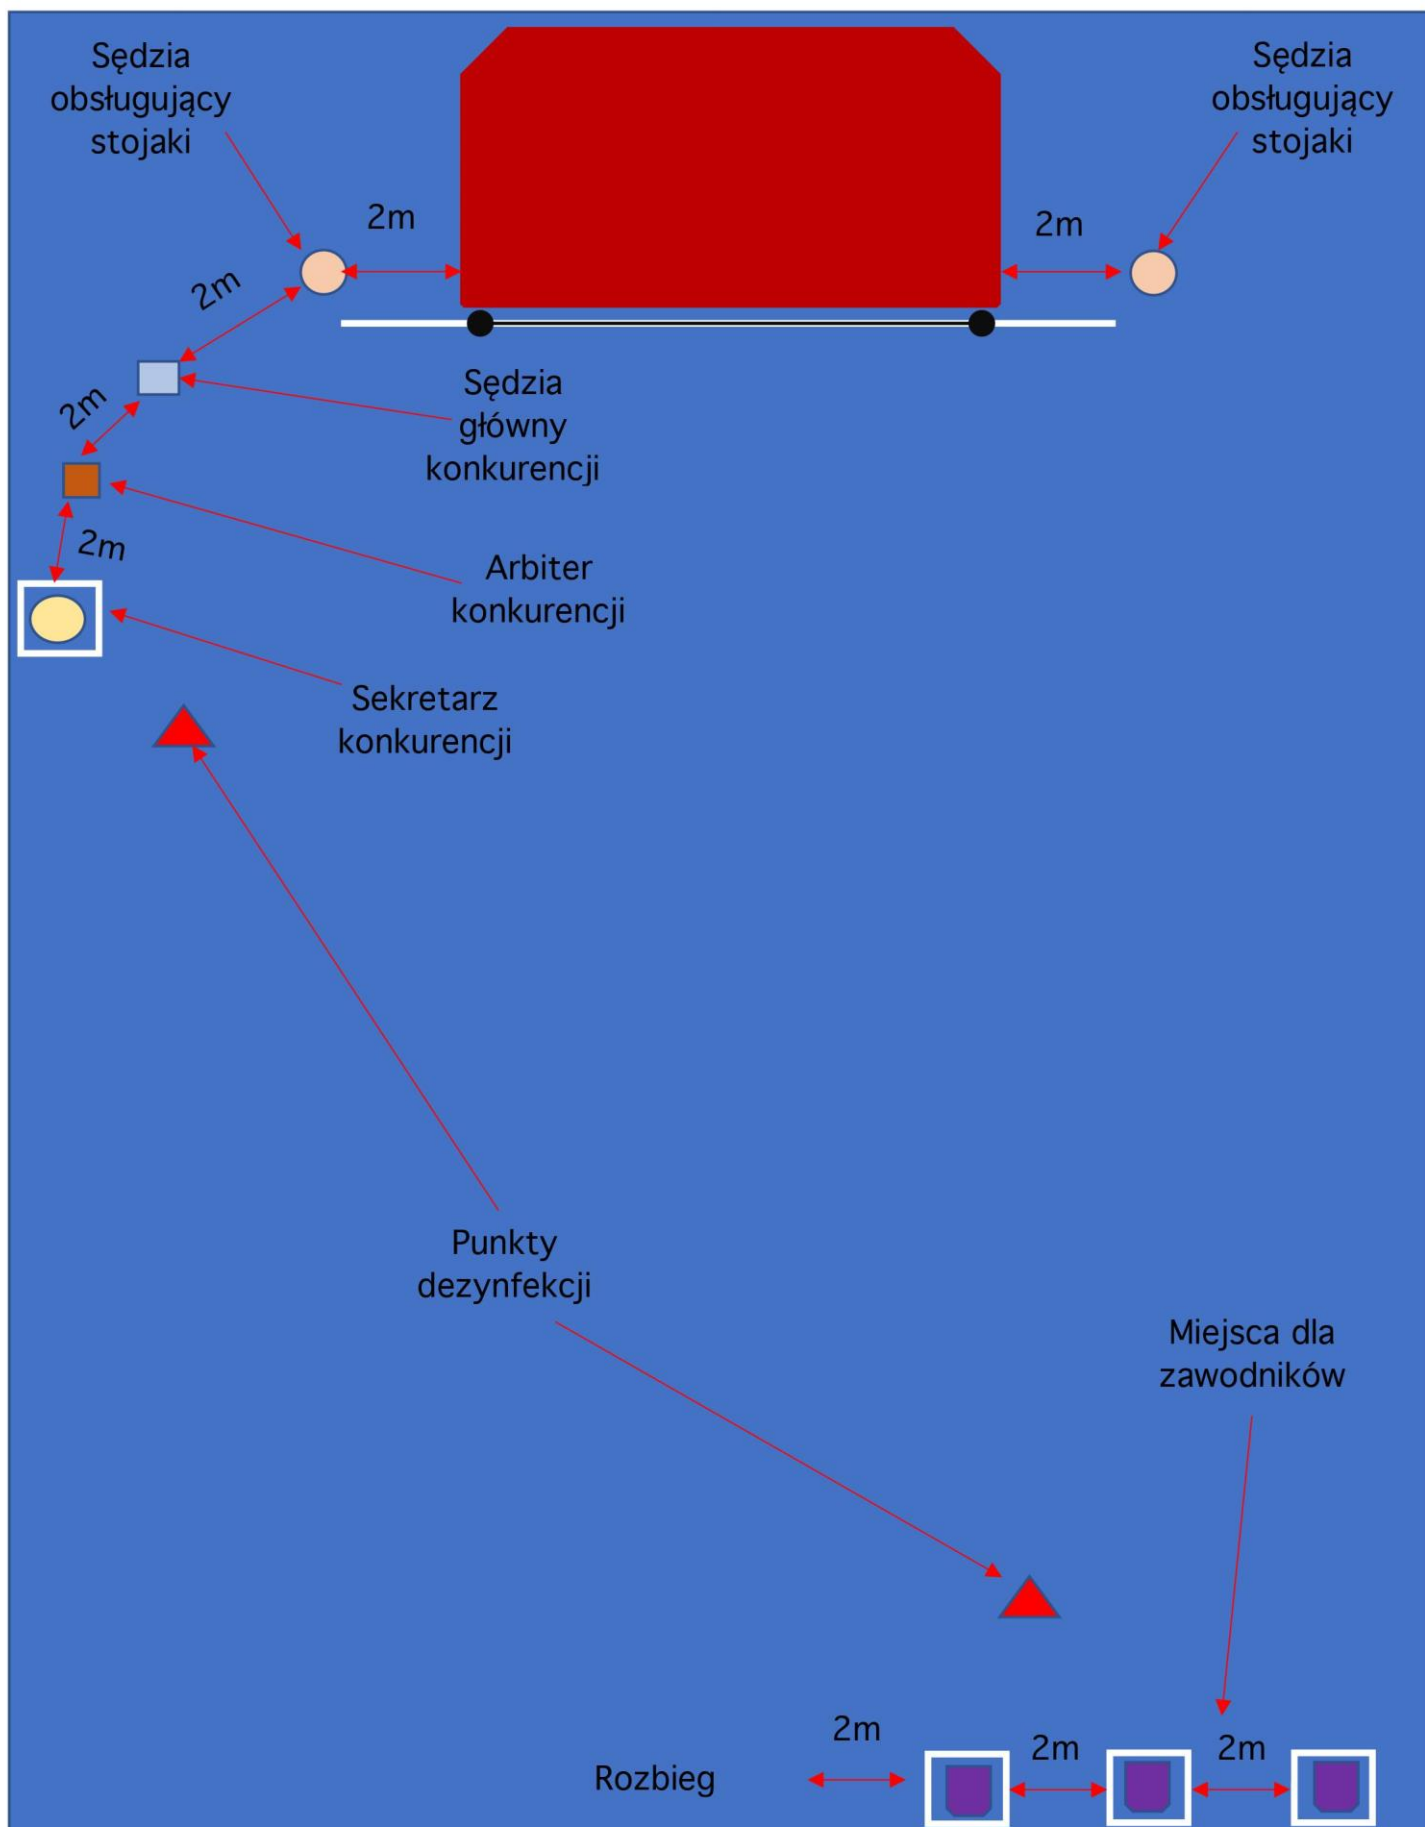 Sędzia
obsługujący
stojaki
Sędzia
obsługujący
stojaki
2m
2m
2m
2m
2m
Sędzia
główny
konkurencji
Arbiter
konkurencji
Sekretarz
konkurencji
Punkty
dezynfekcji
Miejsca dla
zawodników
2m
2m
2m
Rozbieg